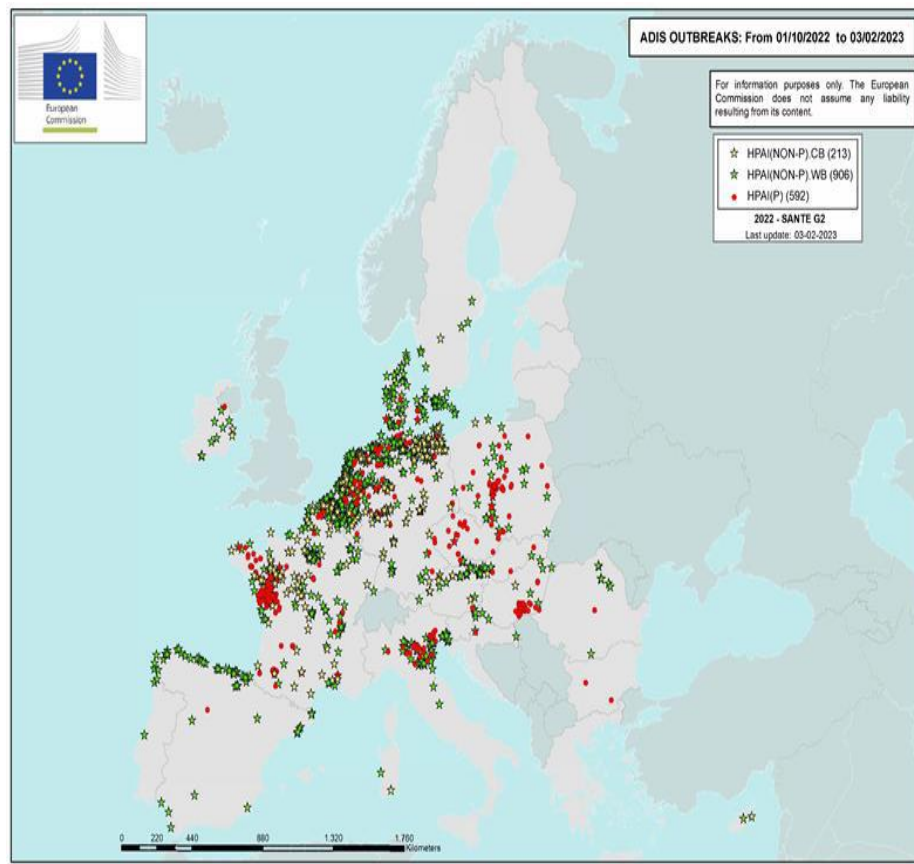 European
Commission
ADIS OUTBREAKS: From 01/10/2022 to 03/02/2023
For information purposes only. The European
Commission does not assume any liability
resulting from its content.
HPAI(NON-P).CB (213)
HPAI(NON-P).WB (906)
HPAI(P) (592)
2022 - SANTE G2
Last update: 03-02-2023
0 220 440 880 1.320 1.760
Kilometers